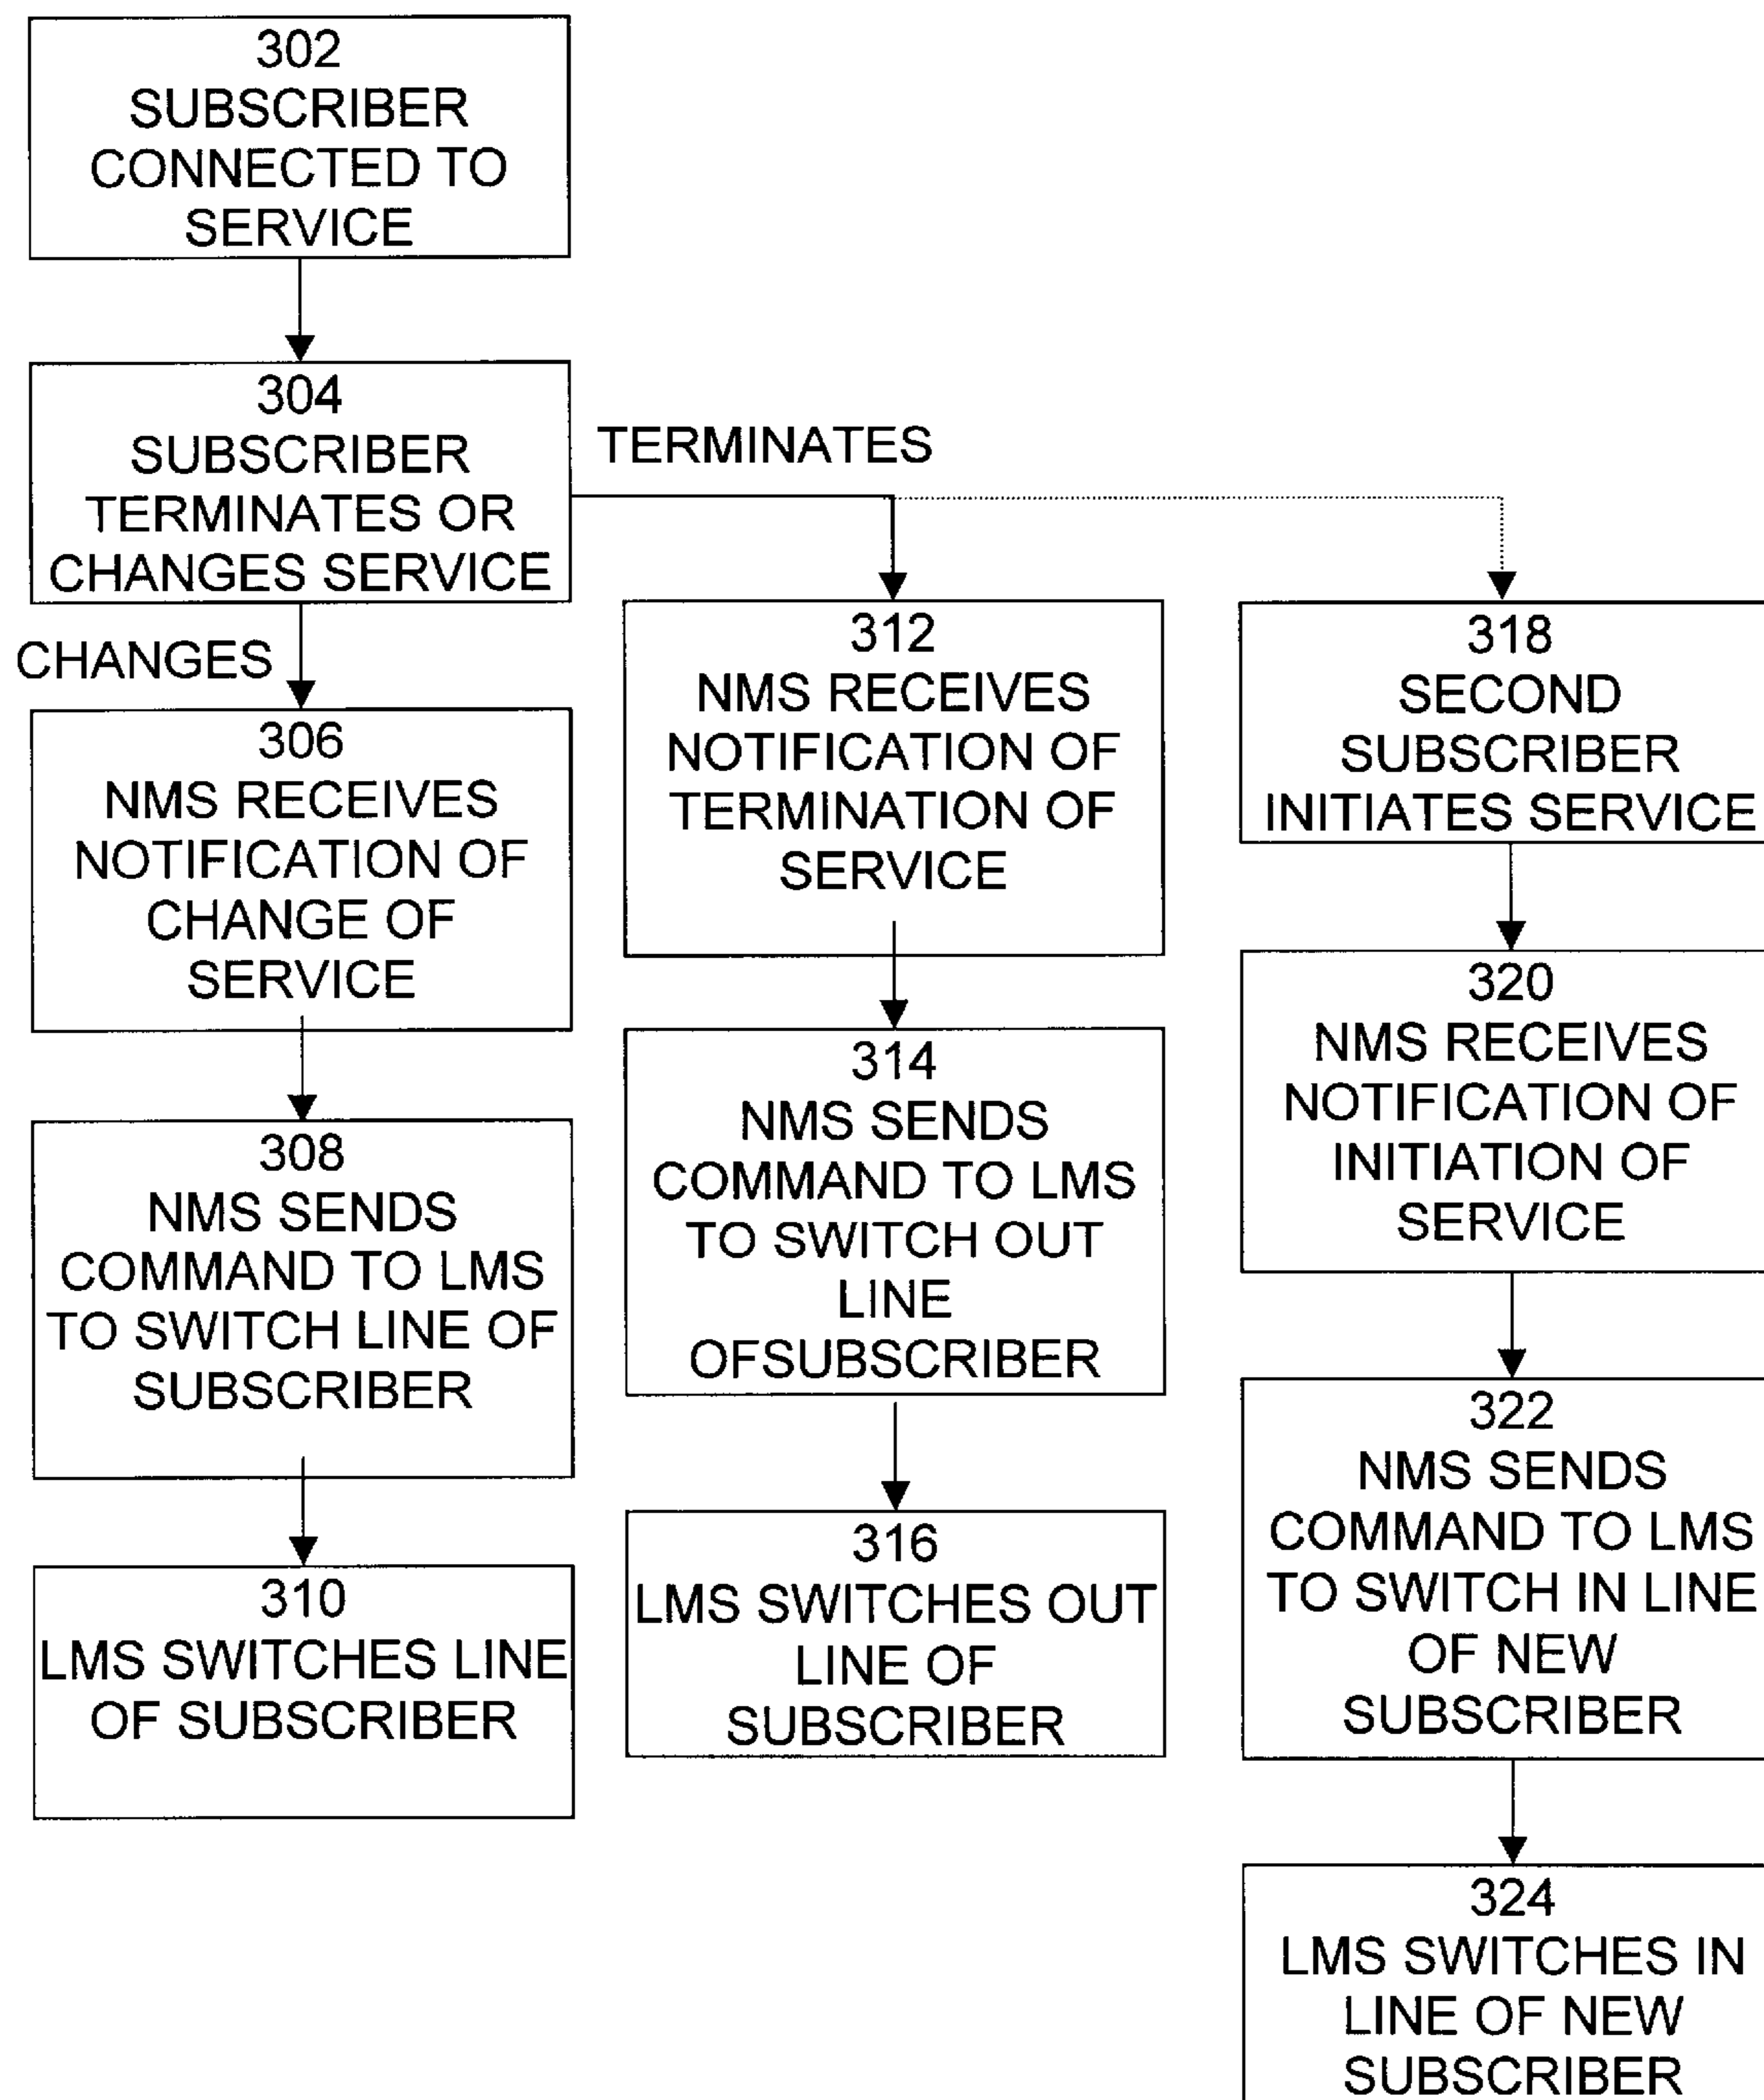 302
SUBSCRIBER
CONNECTED TO
SERVICE
304
SUBSCRIBER
TERMINATES OR
CHANGES SERVICE
TERMINATES
CHANGES
306
NMS RECEIVES
NOTIFICATION OF
CHANGE OF
SERVICE
308
NMS SENDS
COMMAND TO LMS
TO SWITCH LINE OF
SUBSCRIBER
310
LMS SWITCHES LINE
OF SUBSCRIBER
312
NMS RECEIVES
NOTIFICATION OF
TERMINATION OF
SERVICE
314
NMS SENDS
COMMAND TO LMS
TO SWITCH OUT
LINE
OFSUBSCRIBER
316
LMS SWITCHES OUT
LINE OF
SUBSCRIBER
318
SECOND
SUBSCRIBER
INITIATES SERVICE
320
NMS RECEIVES
NOTIFICATION OF
INITIATION OF
SERVICE
322
NMS SENDS
COMMAND TO LMS
TO SWITCH IN LINE
OF NEW
SUBSCRIBER
324
LMS SWITCHES IN
LINE OF NEW
SUBSCRIBER